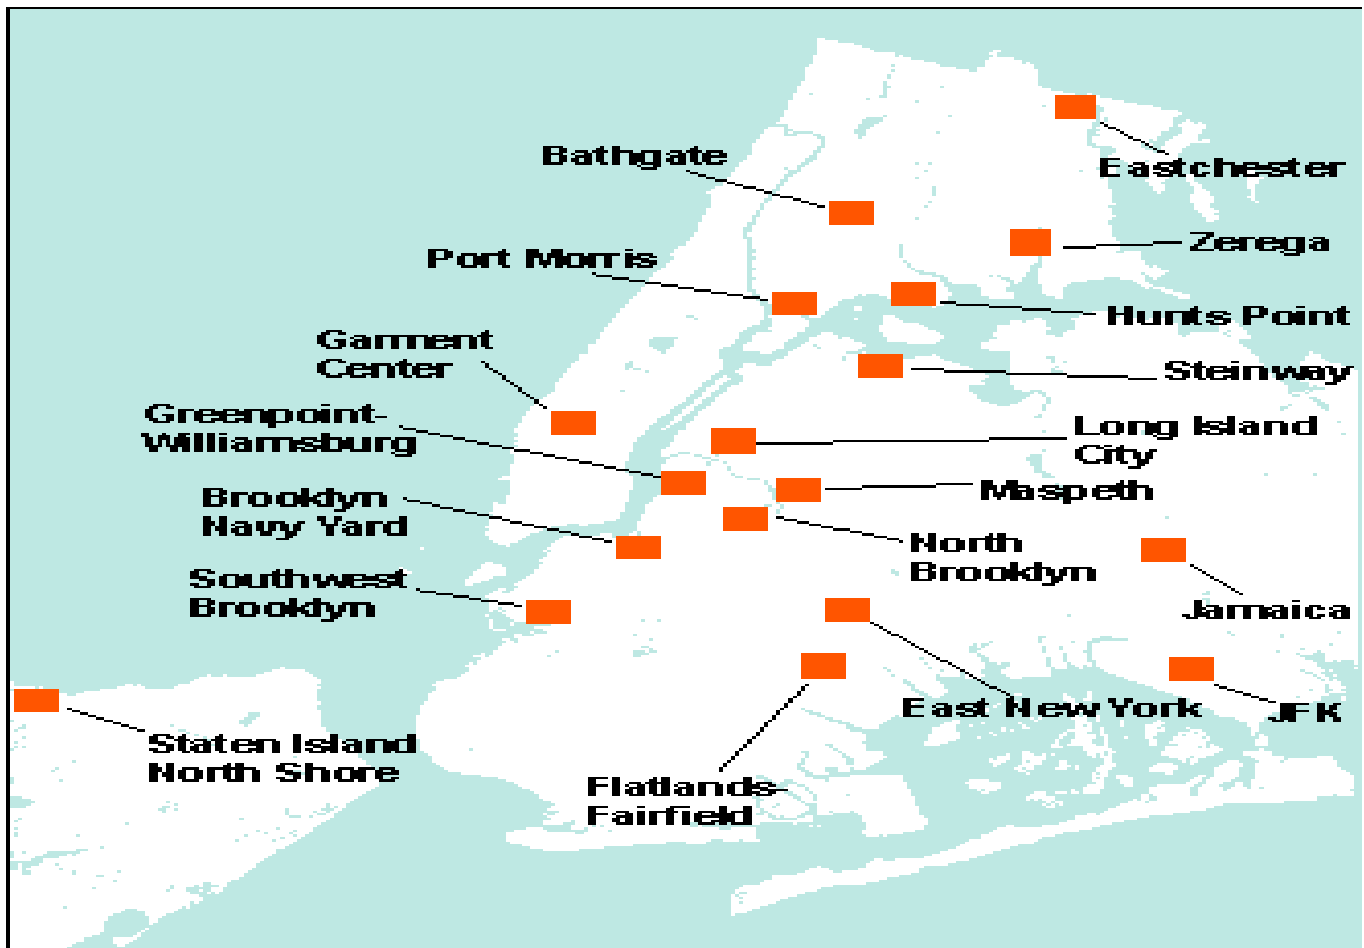 Bathgate
Eastchester
Zerega
Port Morris
Hunts Point
Garment
Center
Steinway
Greenpoint-
Williamsburg
Long Island
City
Brooklyn
Navy Yard
Maspeth
North
Brooklyn
Southwest
Brooklyn
Jamaica
East New York
JFK
Staten Island
North Shore
Flatlands-
Fairfield